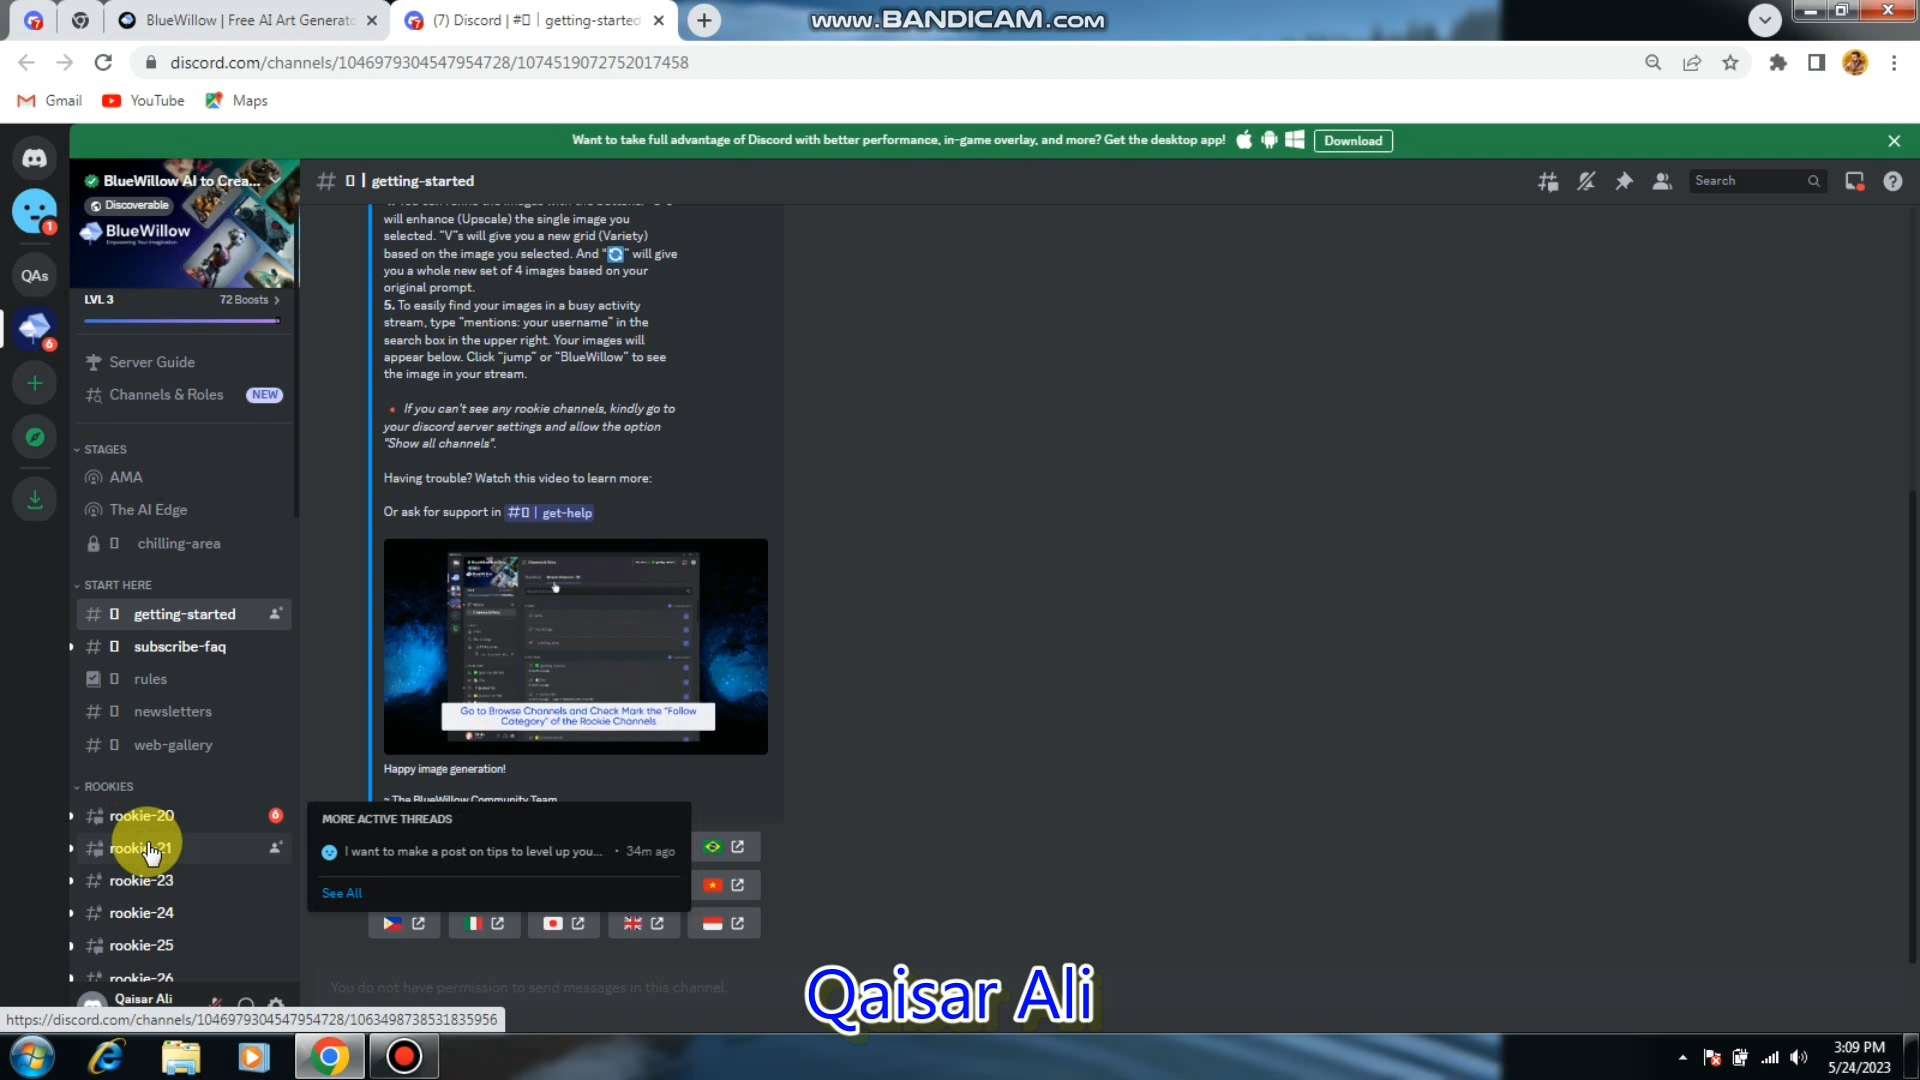 BlueWillow | Free AI Art Generato
(7) Discord | # | getting-started
www.BANDICAM.com
discord.com/channels/1046979304547954728/1074519072752017458
Gmail
YouTube
Maps
Want to take full advantage of Discord with better performance, in-game overlay, and more? Get the desktop app!
Download
BlueWillow AI to Crea...
Discoverable
BlueWillow
LVL 3
72 Boosts
Server Guide
Channels & Roles
NEW
STAGES
AMA
The AI Edge
chilling-area
START HERE
getting-started
subscribe-faq
rules
newsletters
web-gallery
ROOKIES
rookie-20
6
rookie-21
rookie-23
rookie-24
rookie-25
rookie-26
Qaisar Ali
QAs
1
6
# | getting-started
Search
will enhance (Upscale) the single image you
selected. "V"s will give you a new grid (Variety)
based on the image you selected. And "🔄" will give
you a whole new set of 4 images based on your
original prompt.
5. To easily find your images in a busy activity
stream, type "mentions: your username" in the
search box in the upper right. Your images will
appear below. Click "jump" or "BlueWillow" to see
the image in your stream.
If you can't see any rookie channels, kindly go to
your discord server settings and allow the option
"Show all channels".
Having trouble? Watch this video to learn more:
Or ask for support in # | get-help
Go to Browse Channels and Check Mark the "Follow
Category" of the Rookie Channels
Happy image generation!
~ The BlueWillow Community Team
MORE ACTIVE THREADS
I want to make a post on tips to level up you... • 34m ago
See All
You do not have permission to send messages in this channel.
Qaisar Ali
https://discord.com/channels/1046979304547954728/1063498738531835956
3:09 PM
5/24/2023